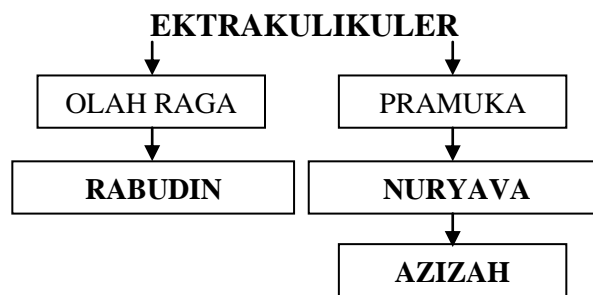 EKTRAKULIKULER
OLAH RAGA
PRAMUKA
RABUDIN
NURYAVA
AZIZAH